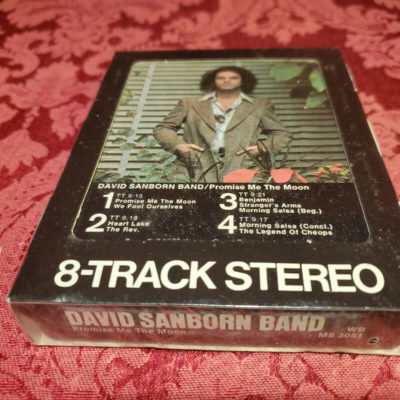 DAVID SANBORN BAND/Promise Me The Moon
1 TT 9:15
Promise Me The Moon
We Fool Ourselves
2 TT 9:18
Heart Lake
The Rev.
3 TT 9:21
Benjamin
Stranger's Arms
Morning Salsa (Beg.)
4 TT 9:17
Morning Salsa (Concl.)
The Legend Of Cheops
8-TRACK STEREO
DAVID SANBORN BAND
Promise Me The Moon
WB
M8 3051